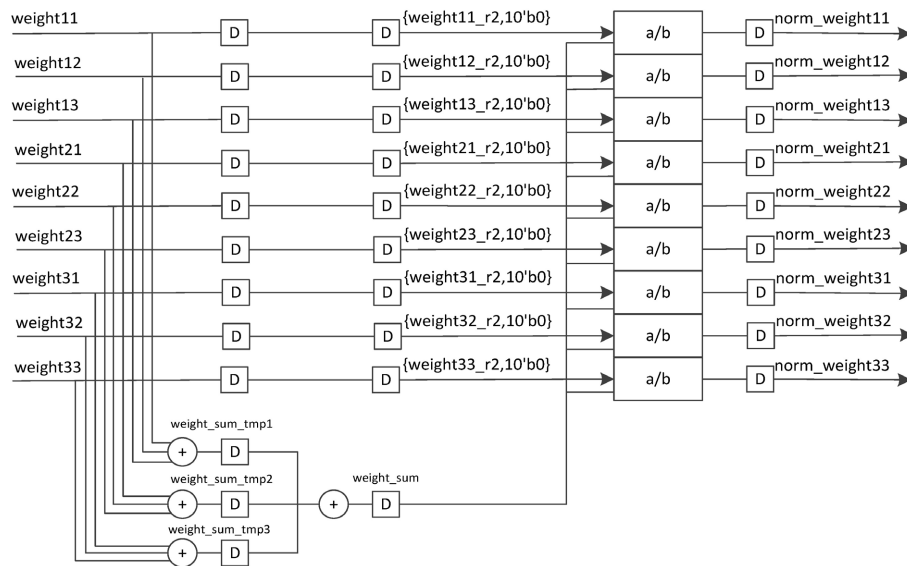 weight11 D D {weight11_r2,10'b0} a/b D norm_weight11
weight12 D D {weight12_r2,10'b0} a/b D norm_weight12
weight13 D D {weight13_r2,10'b0} a/b D norm_weight13
weight21 D D {weight21_r2,10'b0} a/b D norm_weight21
weight22 D D {weight22_r2,10'b0} a/b D norm_weight22
weight23 D D {weight23_r2,10'b0} a/b D norm_weight23
weight31 D D {weight31_r2,10'b0} a/b D norm_weight31
weight32 D D {weight32_r2,10'b0} a/b D norm_weight32
weight33 D D {weight33_r2,10'b0} a/b D norm_weight33
weight_sum_tmp1
+ D
weight_sum_tmp2 weight_sum
+ D + D
weight_sum_tmp3
+ D